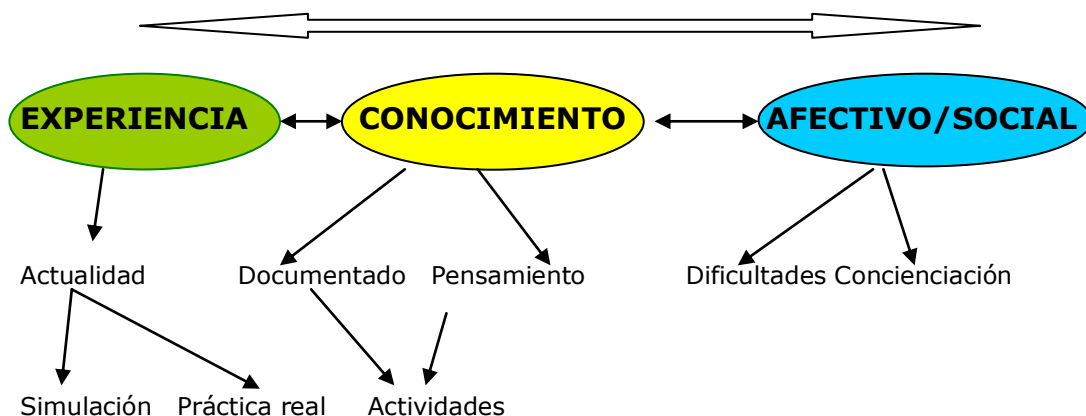 EXPERIENCIA CONOCIMIENTO AFECTIVO/SOCIAL
Actualidad Documentado Pensamiento Dificultades Concienciación
Simulación Práctica real Actividades